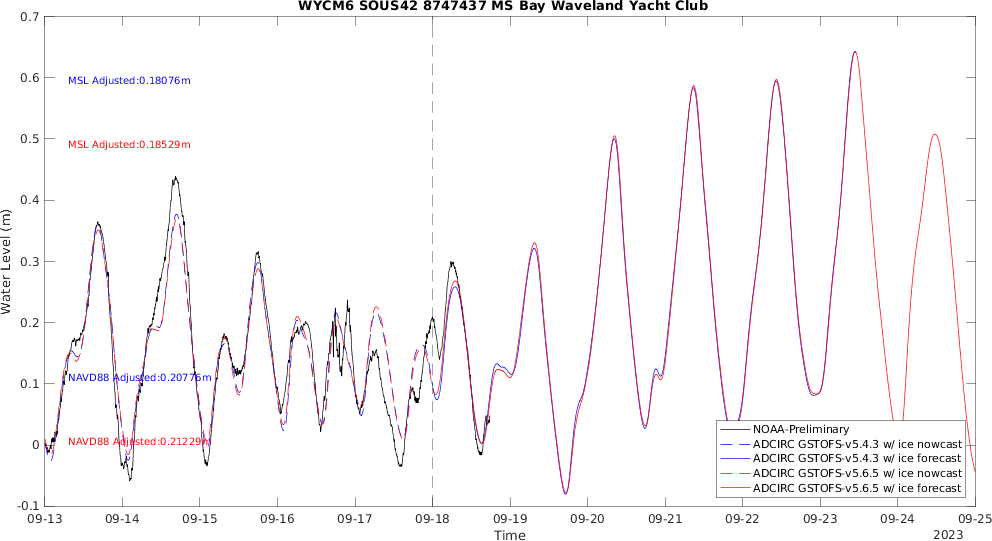 WYCM6 SOUS42 8747437 MS Bay Waveland Yacht Club
0.7
0.6
0.5
0.4
0.3
0.2
0.1
0
-0.1
Water Level (m)
MSL Adjusted:0.18076m
MSL Adjusted:0.18529m
NAVD88 Adjusted:0.20776m
NAVD88 Adjusted:0.21229m
NOAA-Preliminary
ADCIRC GSTOFS-v5.4.3 w/ ice nowcast
ADCIRC GSTOFS-v5.4.3 w/ ice forecast
ADCIRC GSTOFS-v5.6.5 w/ ice nowcast
ADCIRC GSTOFS-v5.6.5 w/ ice forecast
09-13 09-14 09-15 09-16 09-17 09-18 09-19 09-20 09-21 09-22 09-23 09-24 09-25
Time
2023